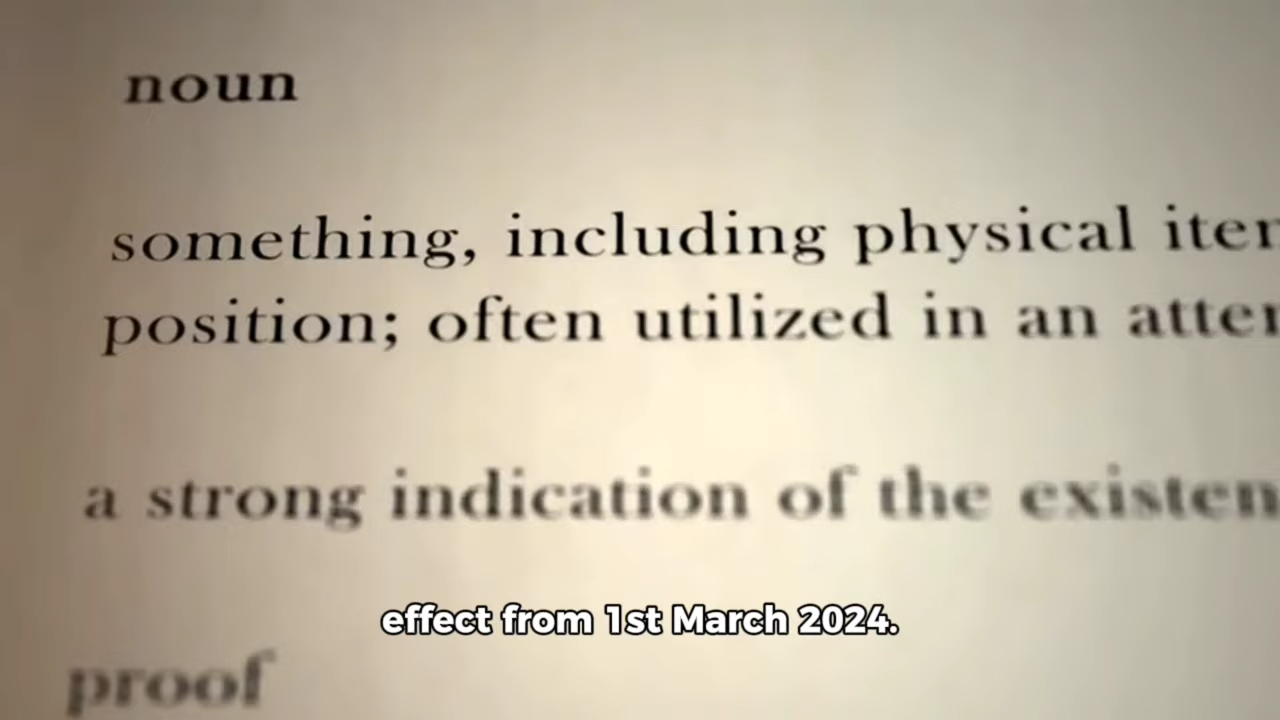 noun
something, including physical iter
position; often utilized in an atter
a strong indication of the existen
effect from 1st March 2024.
proof